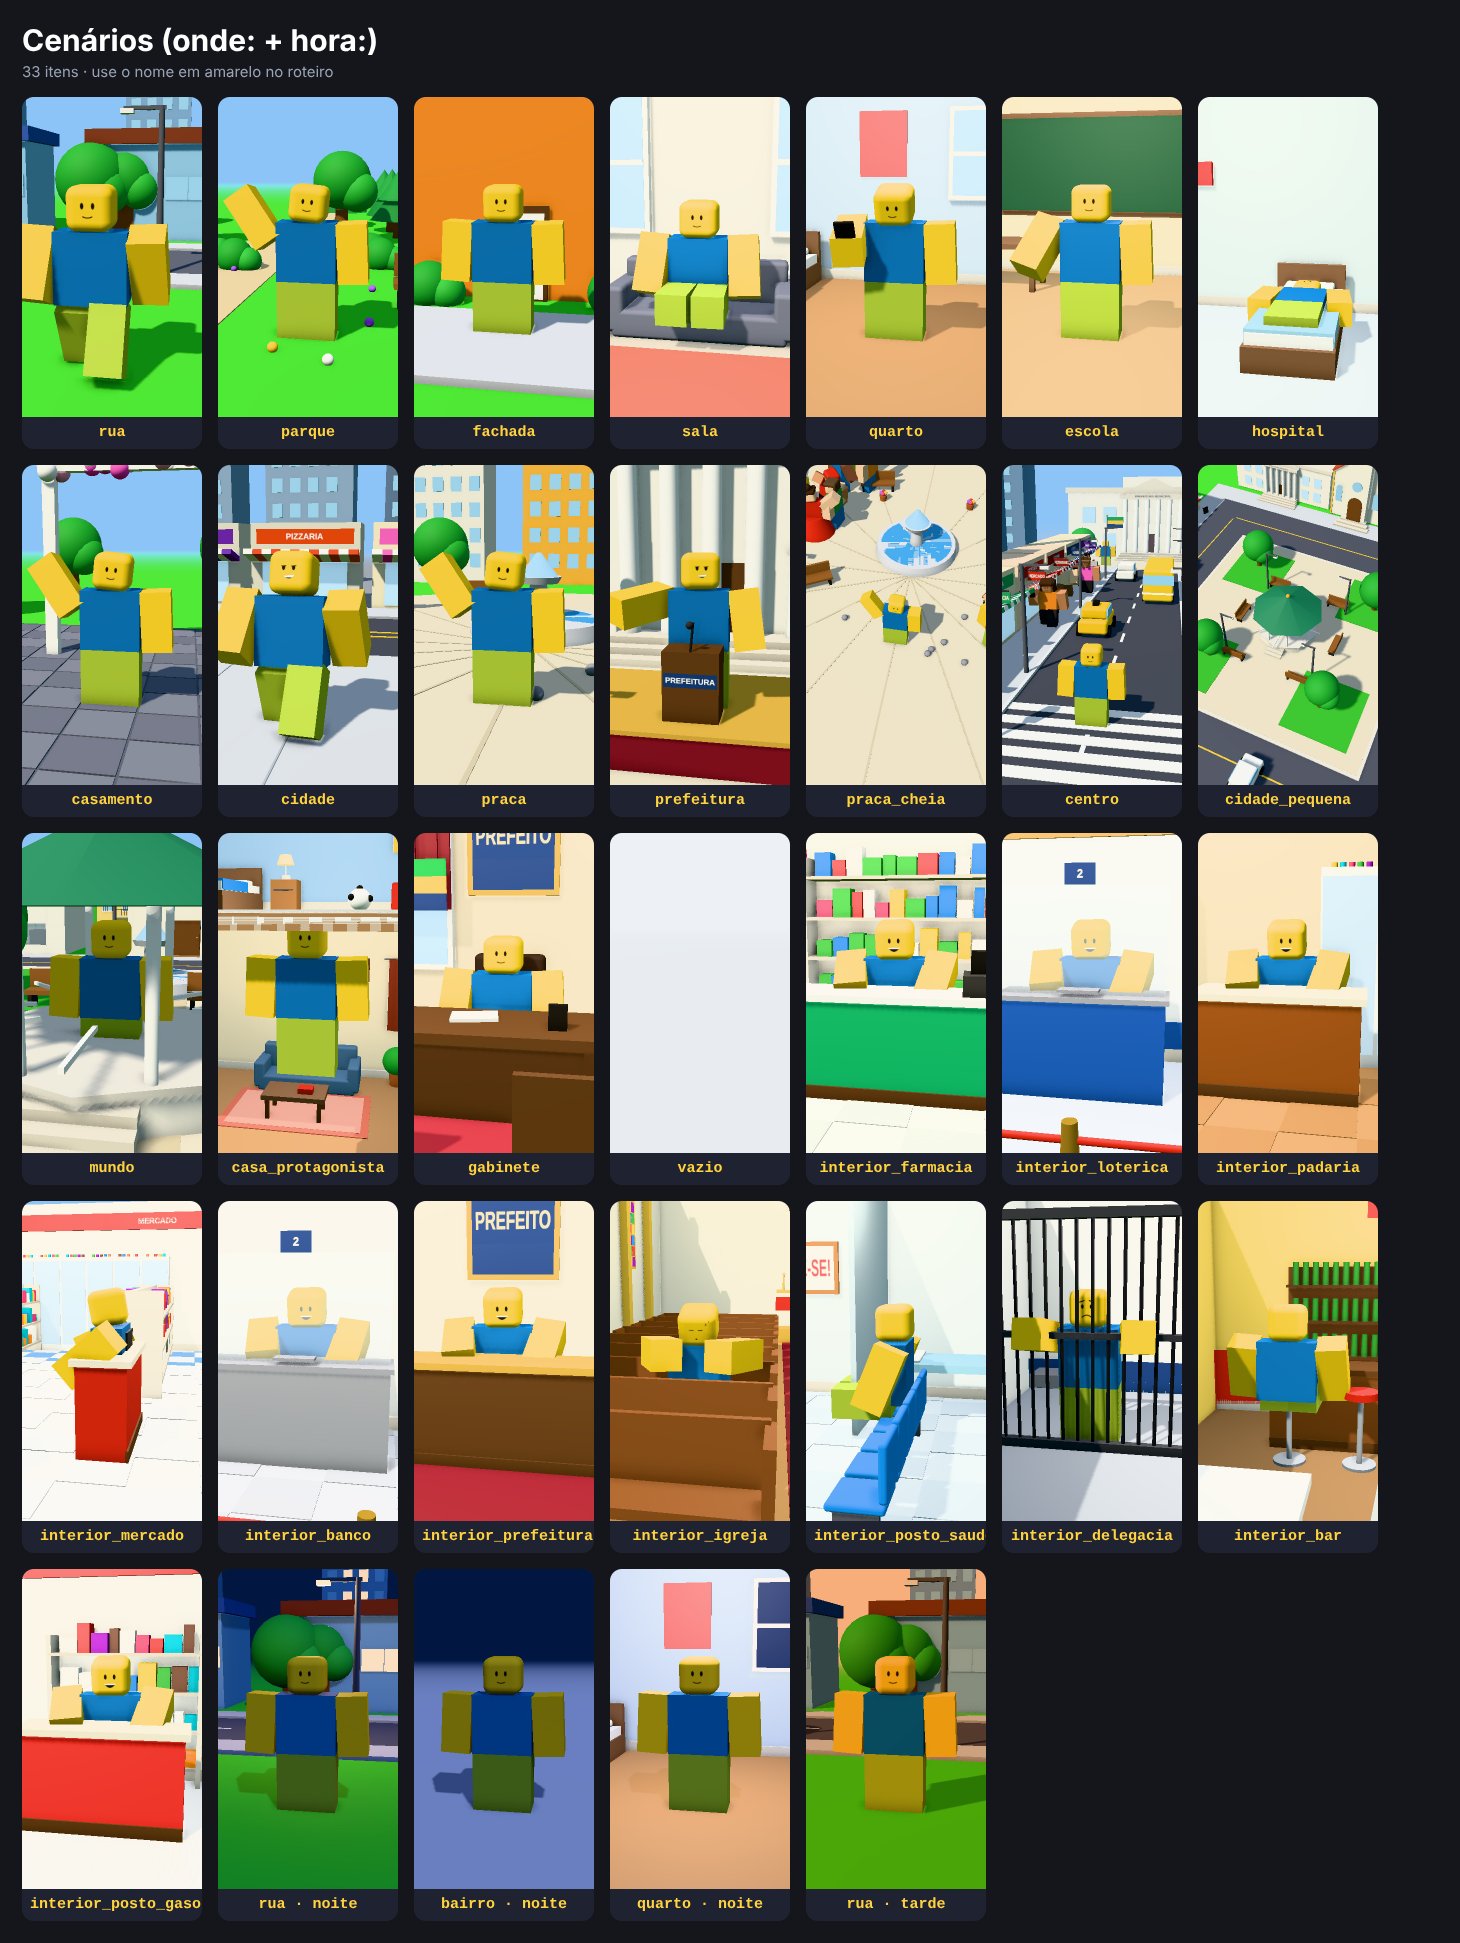 Cenários (onde: + hora:)
33 itens · use o nome em amarelo no roteiro
rua
parque
fachada
sala
quarto
escola
hospital
PIZZARIA
PREFEITURA
casamento
cidade
praca
prefeitura
praca_cheia
centro
cidade_pequena
PREFEITO
2
mundo
casa_protagonista
gabinete
vazio
interior_farmacia
interior_loterica
interior_padaria
MERCADO
2
PREFEITO
-SE!
interior_mercado
interior_banco
interior_prefeitura
interior_igreja
interior_posto_saud
interior_delegacia
interior_bar
interior_posto_gaso
rua · noite
bairro · noite
quarto · noite
rua · tarde